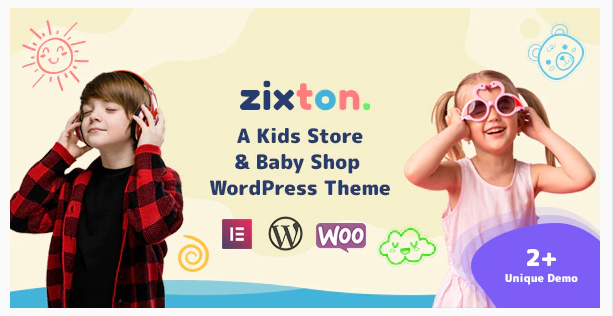 zixton.
A Kids Store
& Baby Shop
WordPress Theme
WOO
2+
Unique Demo